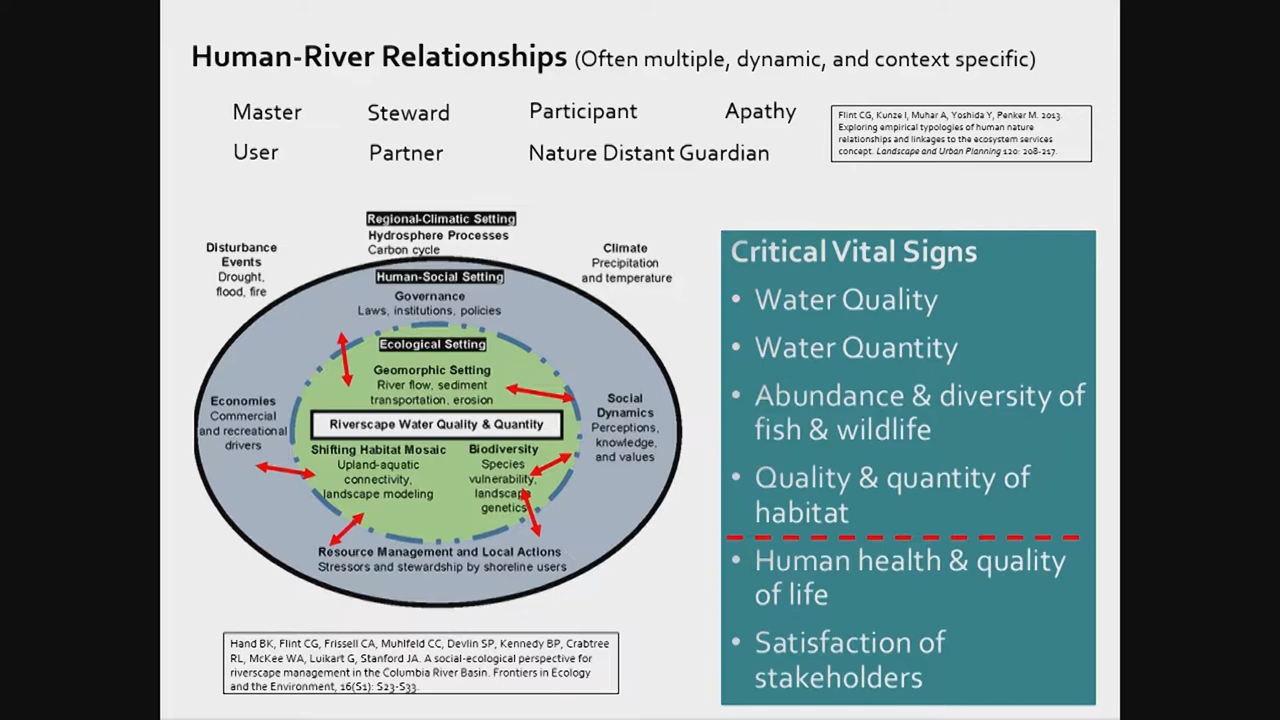 Human-River Relationships (Often multiple, dynamic, and context specific)
Master Steward Participant Apathy
User Partner Nature Distant Guardian
Flint CG, Kunze I, Muhar A, Yoshida Y, Penker M. 2013.
Exploring empirical typologies of human nature
relationships and linkages to the ecosystem services
concept. Landscape and Urban Planning 120: 208-217.
Regional-Climatic Setting
Hydrosphere Processes
Carbon cycle
Disturbance
Events
Drought,
flood, fire
Climate
Precipitation
and temperature
Human-Social Setting
Governance
Laws, institutions, policies
Ecological Setting
Geomorphic Setting
River flow, sediment
transportation, erosion
Economies
Commercial
and recreational
drivers
Riverscape Water Quality & Quantity
Social
Dynamics
Perceptions,
knowledge,
and values
Shifting Habitat Mosaic
Upland-aquatic
connectivity,
landscape modeling
Biodiversity
Species
vulnerability,
landscape
genetics
Resource Management and Local Actions
Stressors and stewardship by shoreline users
Hand BK, Flint CG, Frissell CA, Muhlfeld CC, Devlin SP, Kennedy BP, Crabtree
RL, McKee WA, Luikart G, Stanford JA. A social-ecological perspective for
riverscape management in the Columbia River Basin. Frontiers in Ecology
and the Environment, 16(S1): S23-S33.
Critical Vital Signs
• Water Quality
• Water Quantity
• Abundance & diversity of
fish & wildlife
• Quality & quantity of
habitat
• Human health & quality
of life
• Satisfaction of
stakeholders